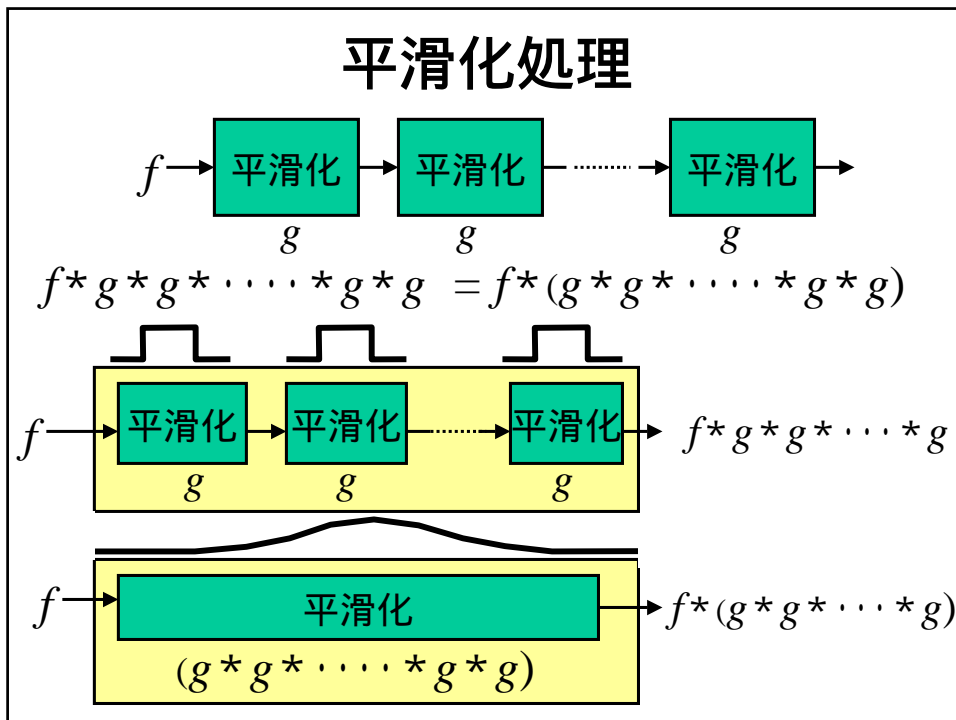 平滑化処理
f 平滑化 平滑化 ········ 平滑化
g g g
f * g * g * · · · · * g * g = f * (g * g * · · · · * g * g)
f 平滑化 平滑化 ········ 平滑化 f * g * g * · · · * g
g g g
f 平滑化 f * (g * g * · · · * g)
(g * g * · · · · * g * g)